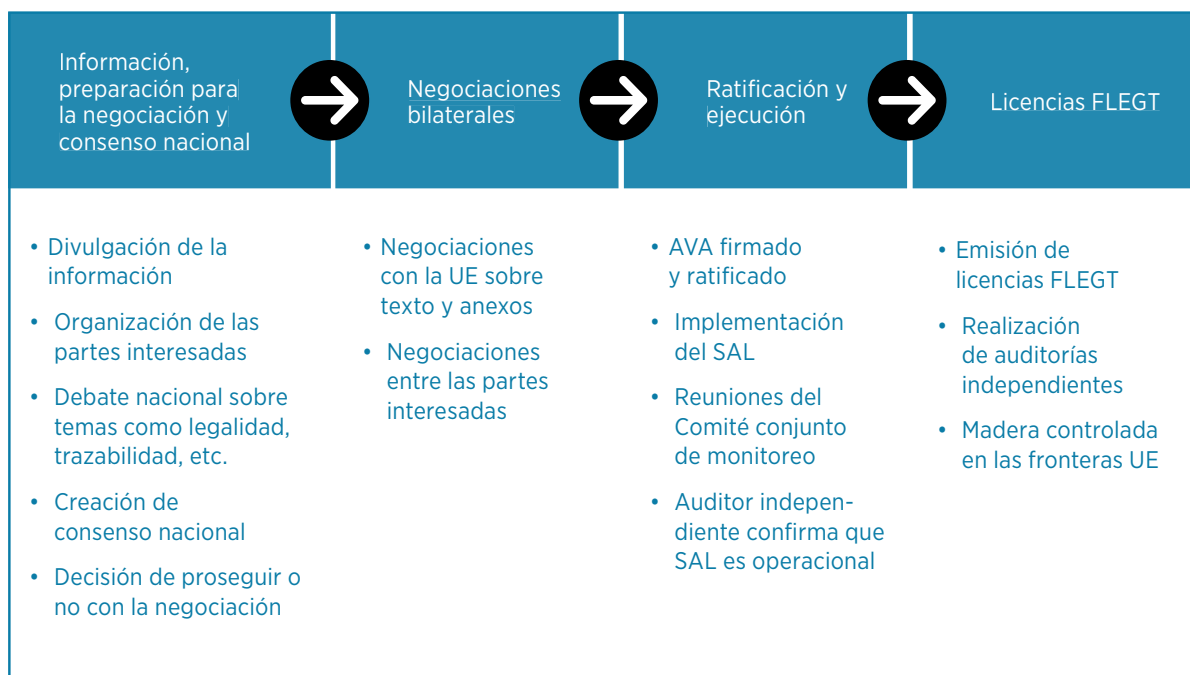 Información,
preparación para
la negociación y
consenso nacional
Negociaciones
bilaterales
Ratificación y
ejecución
Licencias FLEGT
• Divulgación de la
información
• Organización de las
partes interesadas
• Debate nacional sobre
temas como legalidad,
trazabilidad, etc.
• Creación de
consenso nacional
• Decisión de proseguir o
no con la negociación
• Negociaciones
con la UE sobre
texto y anexos
• Negociaciones
entre las partes
interesadas
• AVA firmado
y ratificado
• Implementación
del SAL
• Reuniones del
Comité conjunto
de monitoreo
• Auditor indepen-
diente confirma que
SAL es operacional
• Emisión de
licencias FLEGT
• Realización
de auditorías
independientes
• Madera controlada
en las fronteras UE